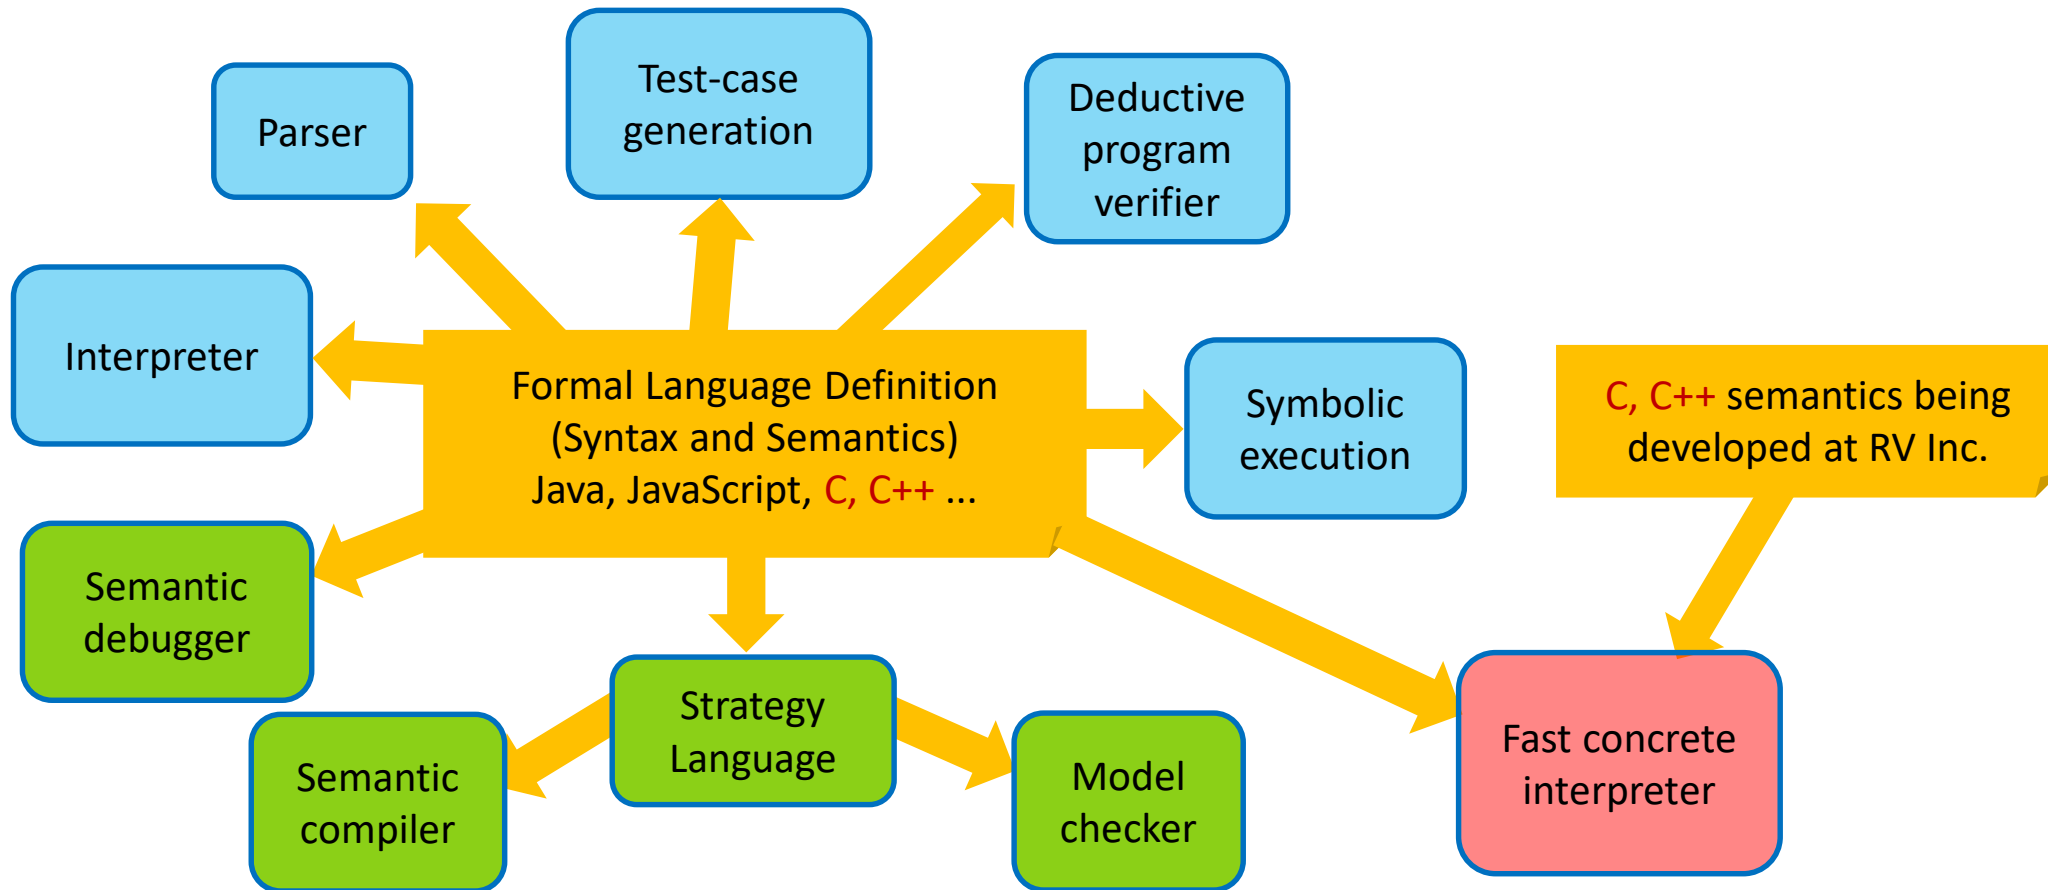 Parser
Test-case
generation
Deductive
program
verifier
Interpreter
Formal Language Definition
(Syntax and Semantics)
Java, JavaScript, C, C++ ...
Symbolic
execution
C, C++ semantics being
developed at RV Inc.
Semantic
debugger
Strategy
Language
Semantic
compiler
Model
checker
Fast concrete
interpreter